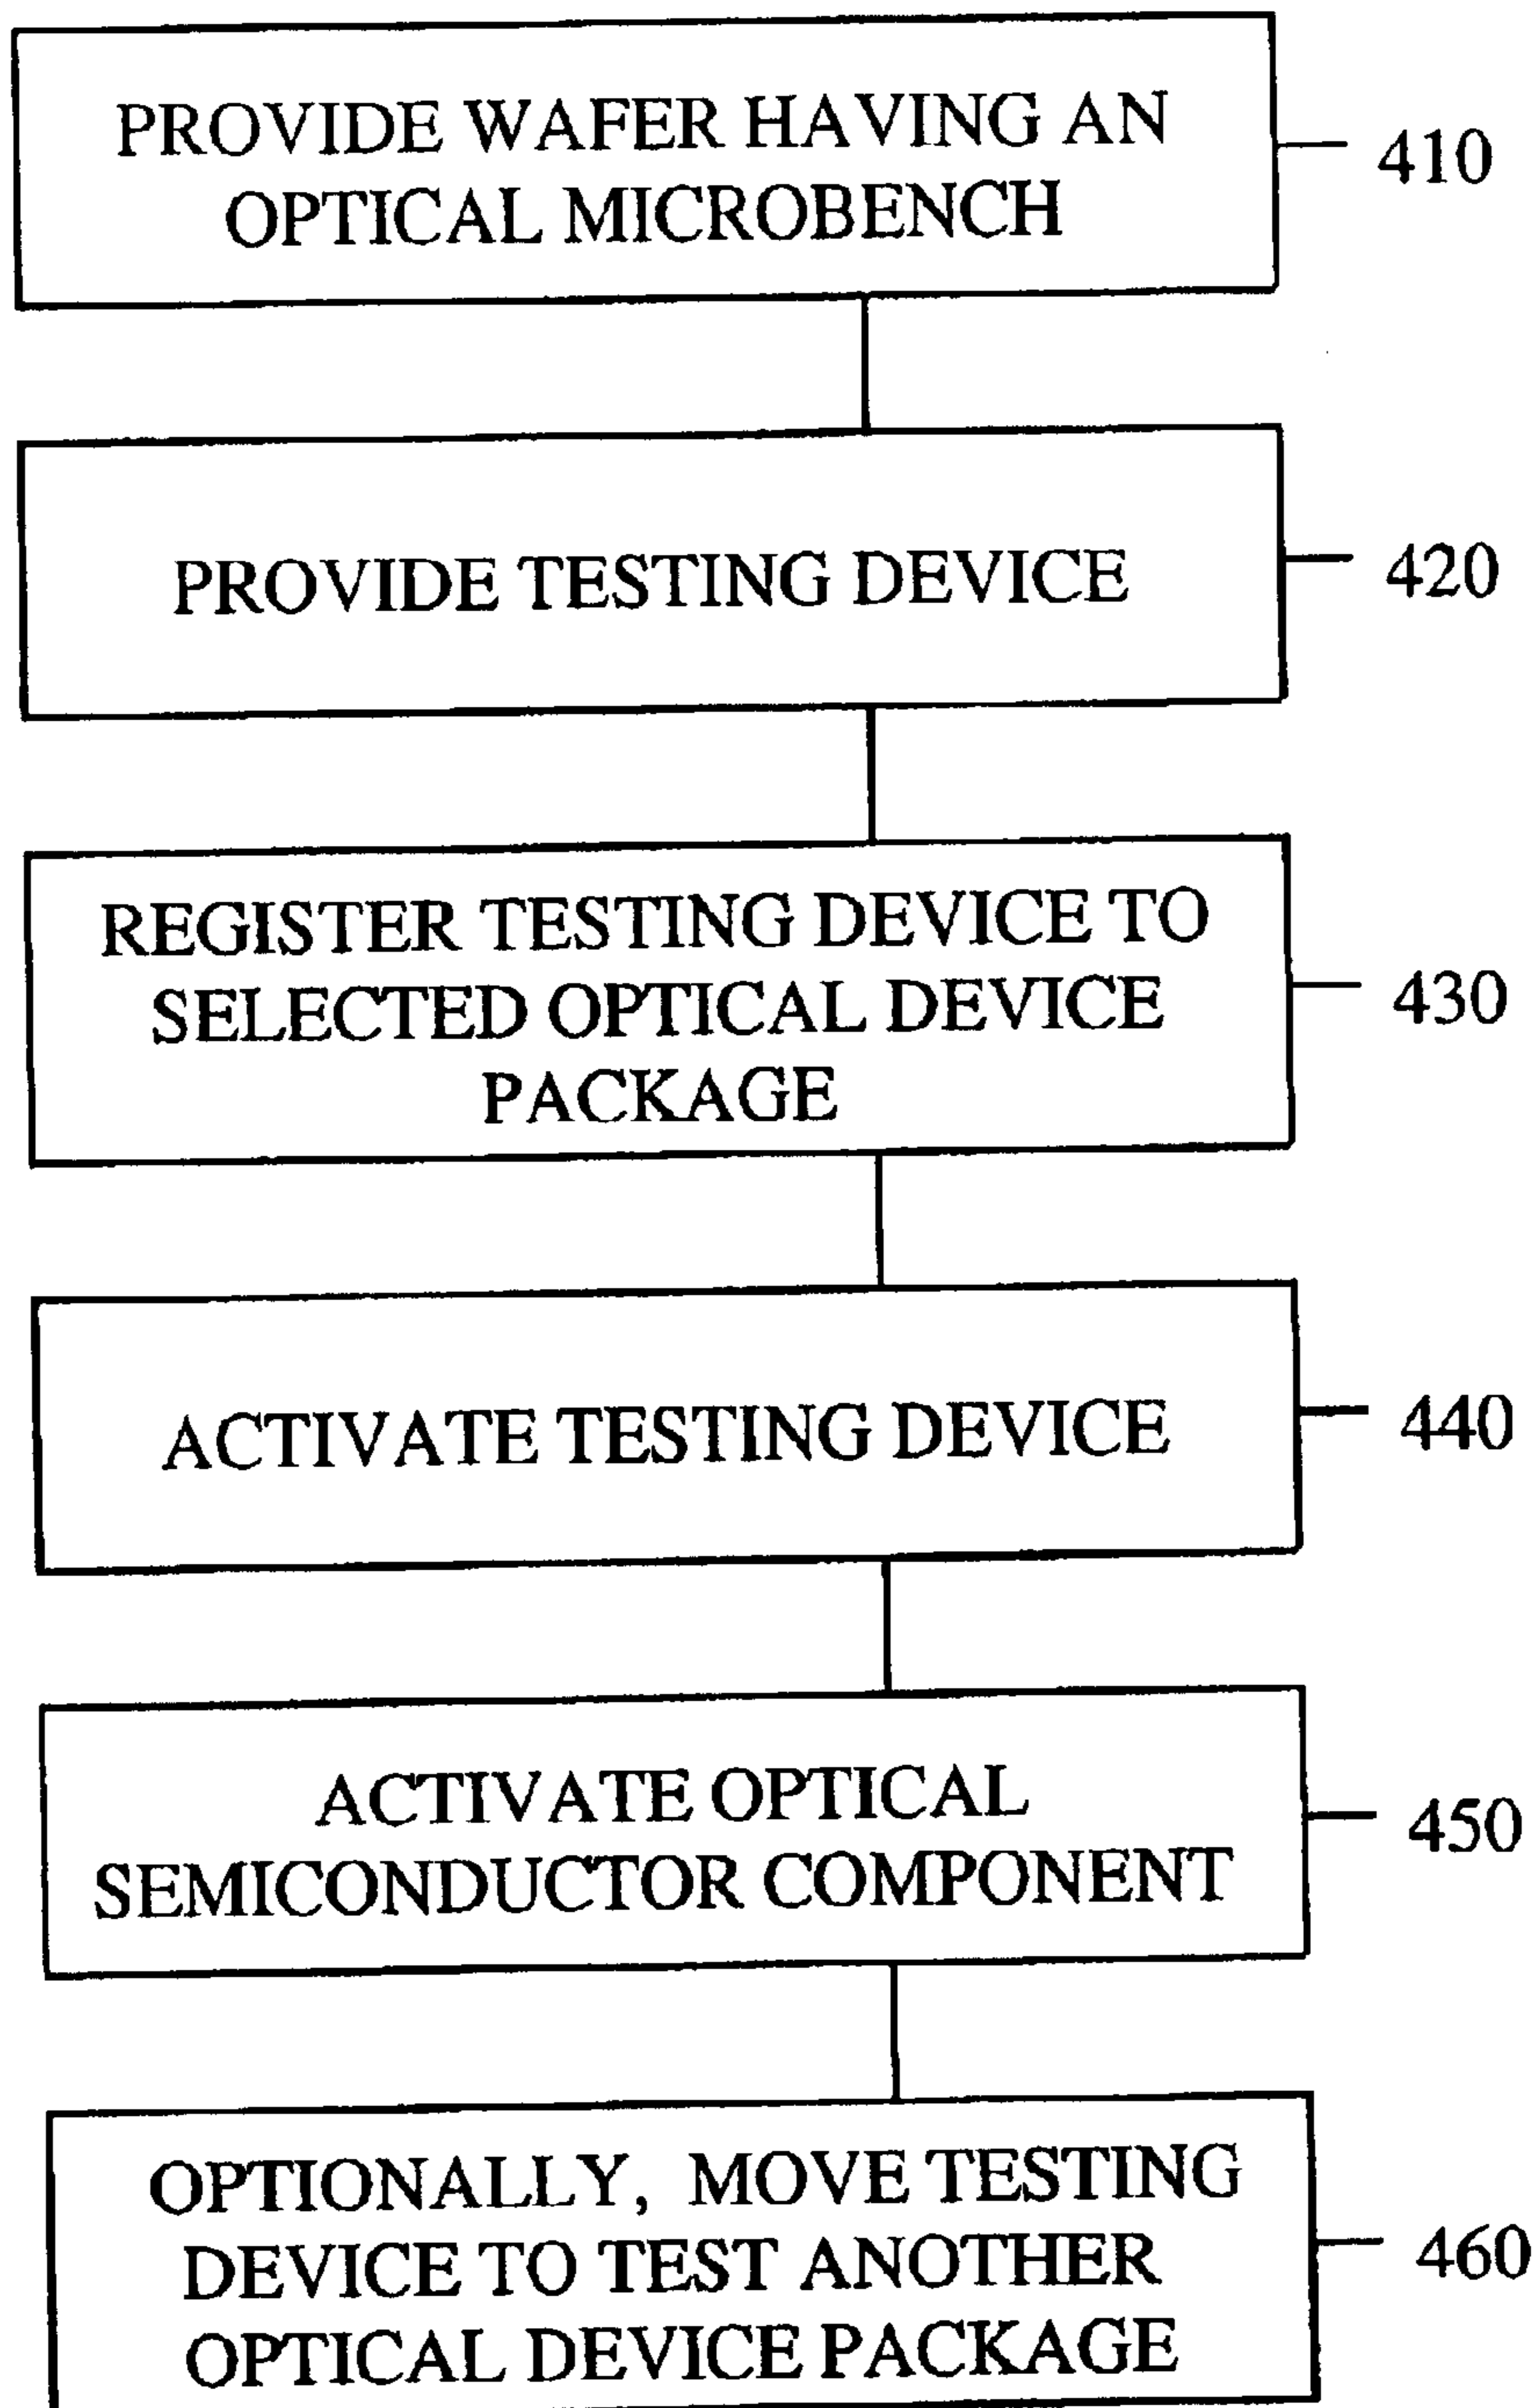 PROVIDE WAFER HAVING AN
OPTICAL MICROBENCH
410
PROVIDE TESTING DEVICE
420
REGISTER TESTING DEVICE TO
SELECTED OPTICAL DEVICE
PACKAGE
430
ACTIVATE TESTING DEVICE
440
ACTIVATE OPTICAL
SEMICONDUCTOR COMPONENT
450
OPTIONALLY, MOVE TESTING
DEVICE TO TEST ANOTHER
OPTICAL DEVICE PACKAGE
460